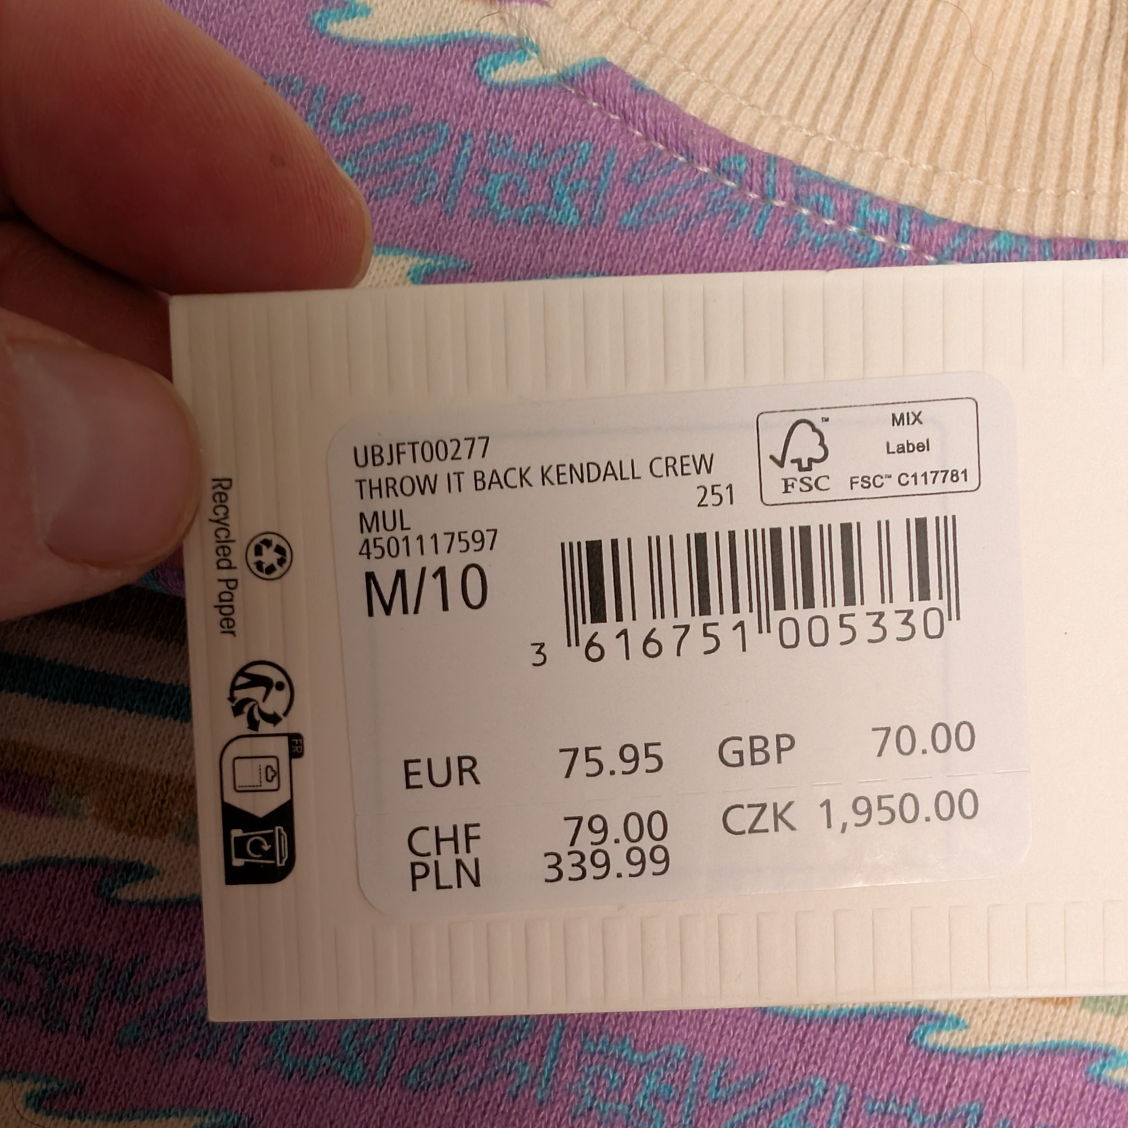 UBJFT00277
THROW IT BACK KENDALL CREW
251
MUL
4501117597
M/10
MIX
Label
FSC™ C117781
™
FSC
3 616751 005330
EUR 75.95 GBP 70.00
CHF 79.00 CZK 1,950.00
PLN 339.99
Recycled Paper
FR